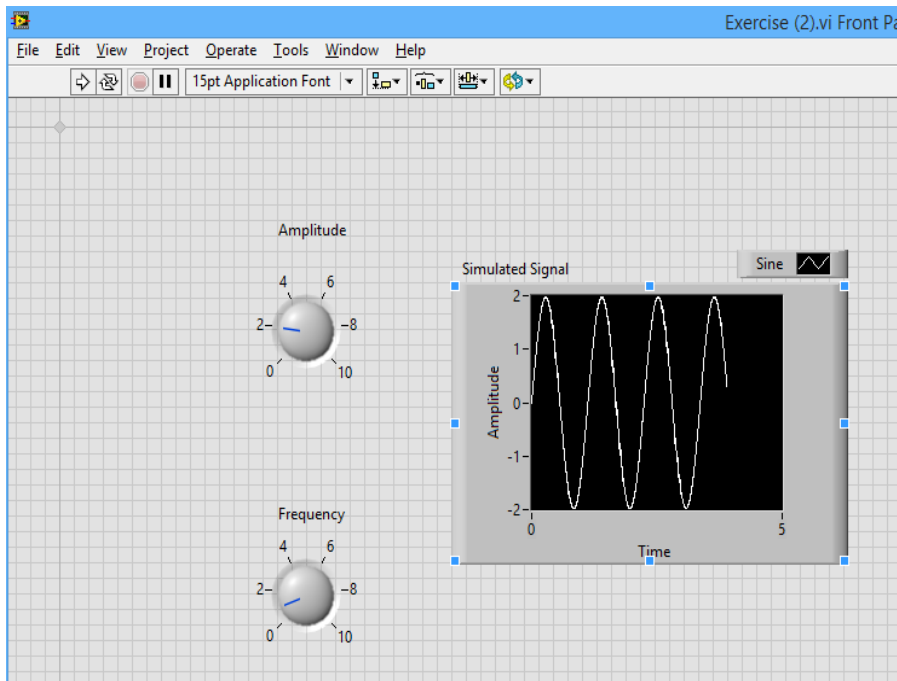 Exercise (2).vi Front Pa
File Edit View Project Operate Tools Window Help
15pt Application Font
Amplitude
4 6
2 8
0 10
Simulated Signal
Sine
2
1
0
-1
-2
Amplitude
0 5
Time
Frequency
4 6
2 8
0 10